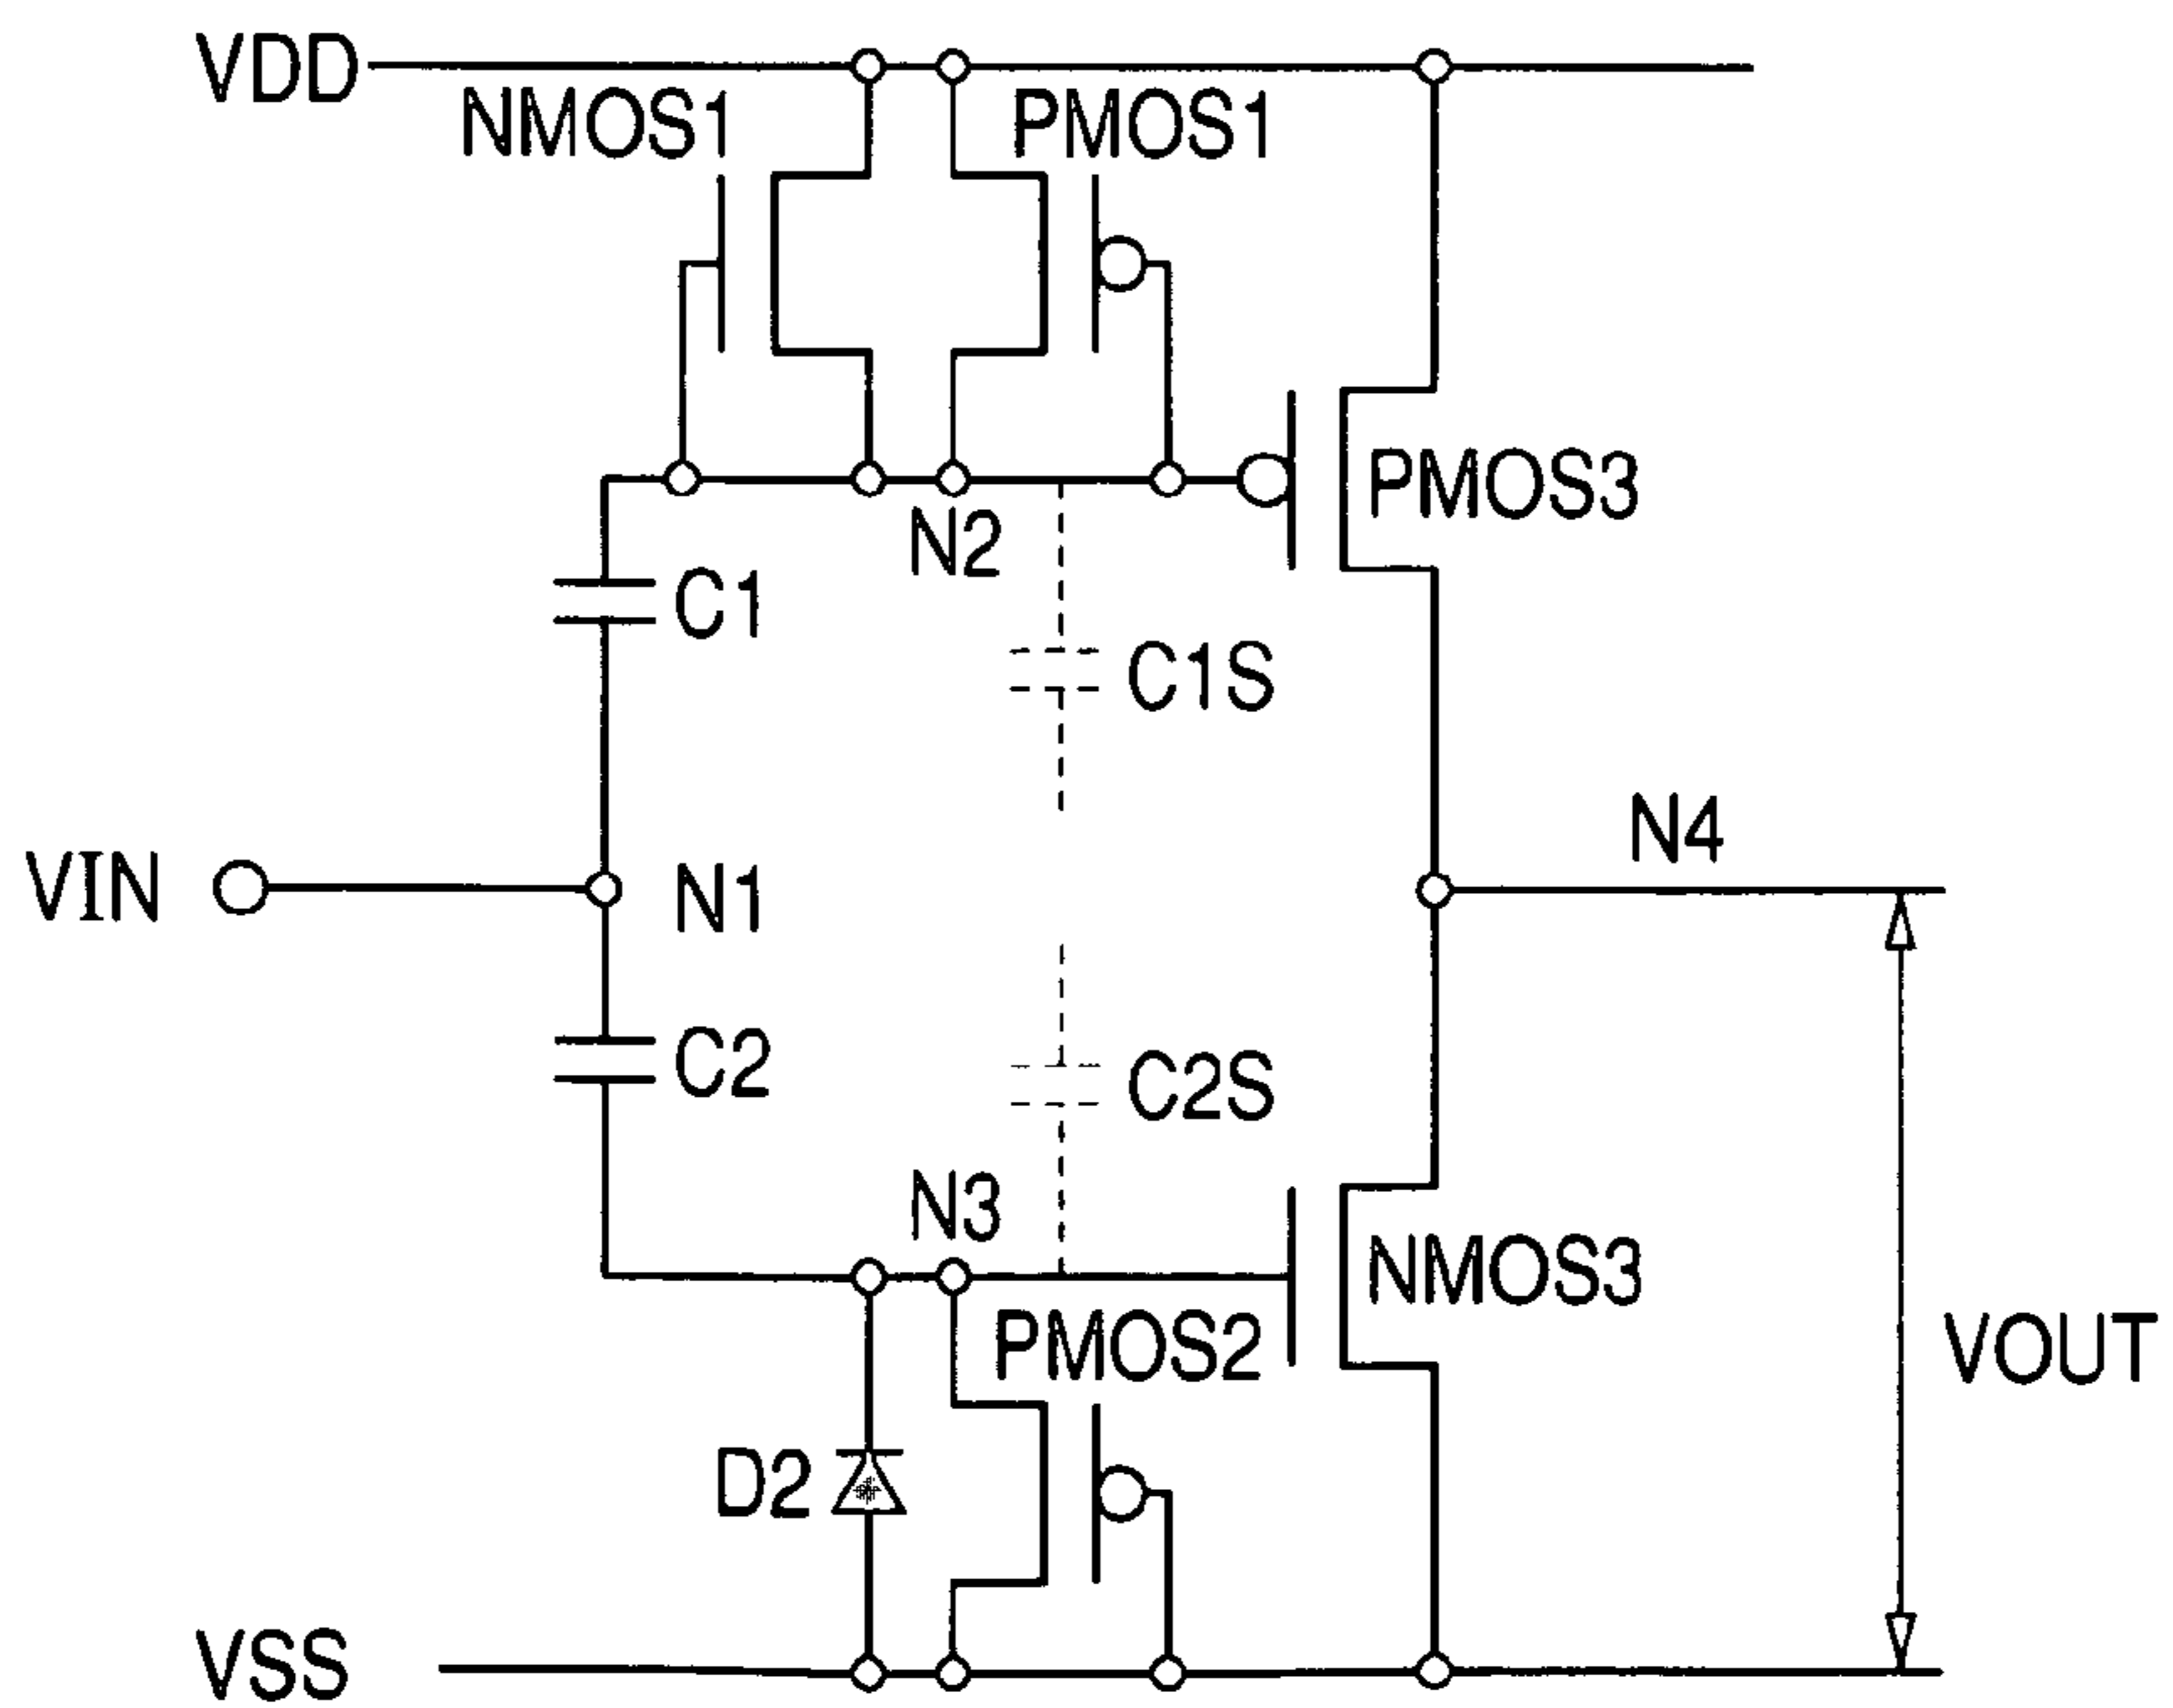 VDD
NMOS1
PMOS1
PMOS3
N2
C1
C1S
N4
VIN
N1
C2
C2S
N3
NMOS3
PMOS2
VOUT
D2
VSS